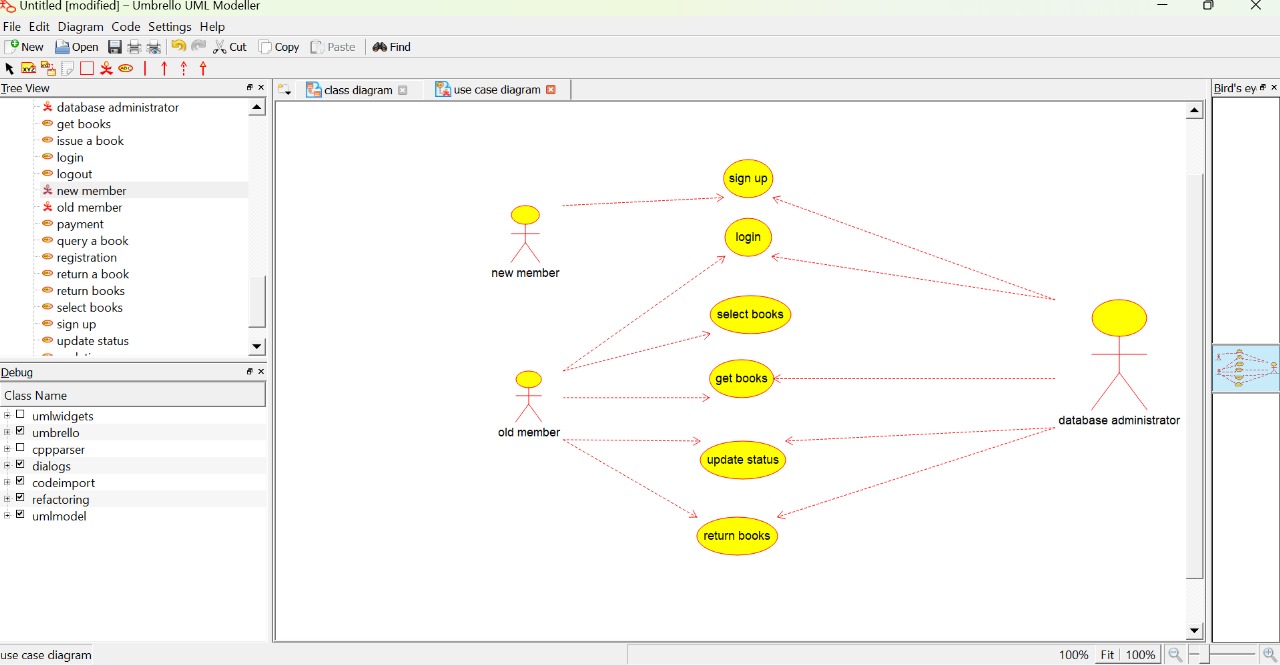 Untitled [modified] – Umbrello UML Modeller
File Edit Diagram Code Settings Help
New Open Cut Copy Paste Find
Tree View
class diagram
use case diagram
Bird's ey
database administrator
get books
issue a book
login
logout
new member
old member
payment
query a book
registration
return a book
return books
select books
sign up
update status
Debug
Class Name
umlwidgets
umbrello
cppparser
dialogs
codeimport
refactoring
umlmodel
sign up
login
new member
select books
get books
old member
database administrator
update status
return books
use case diagram
100% Fit 100%